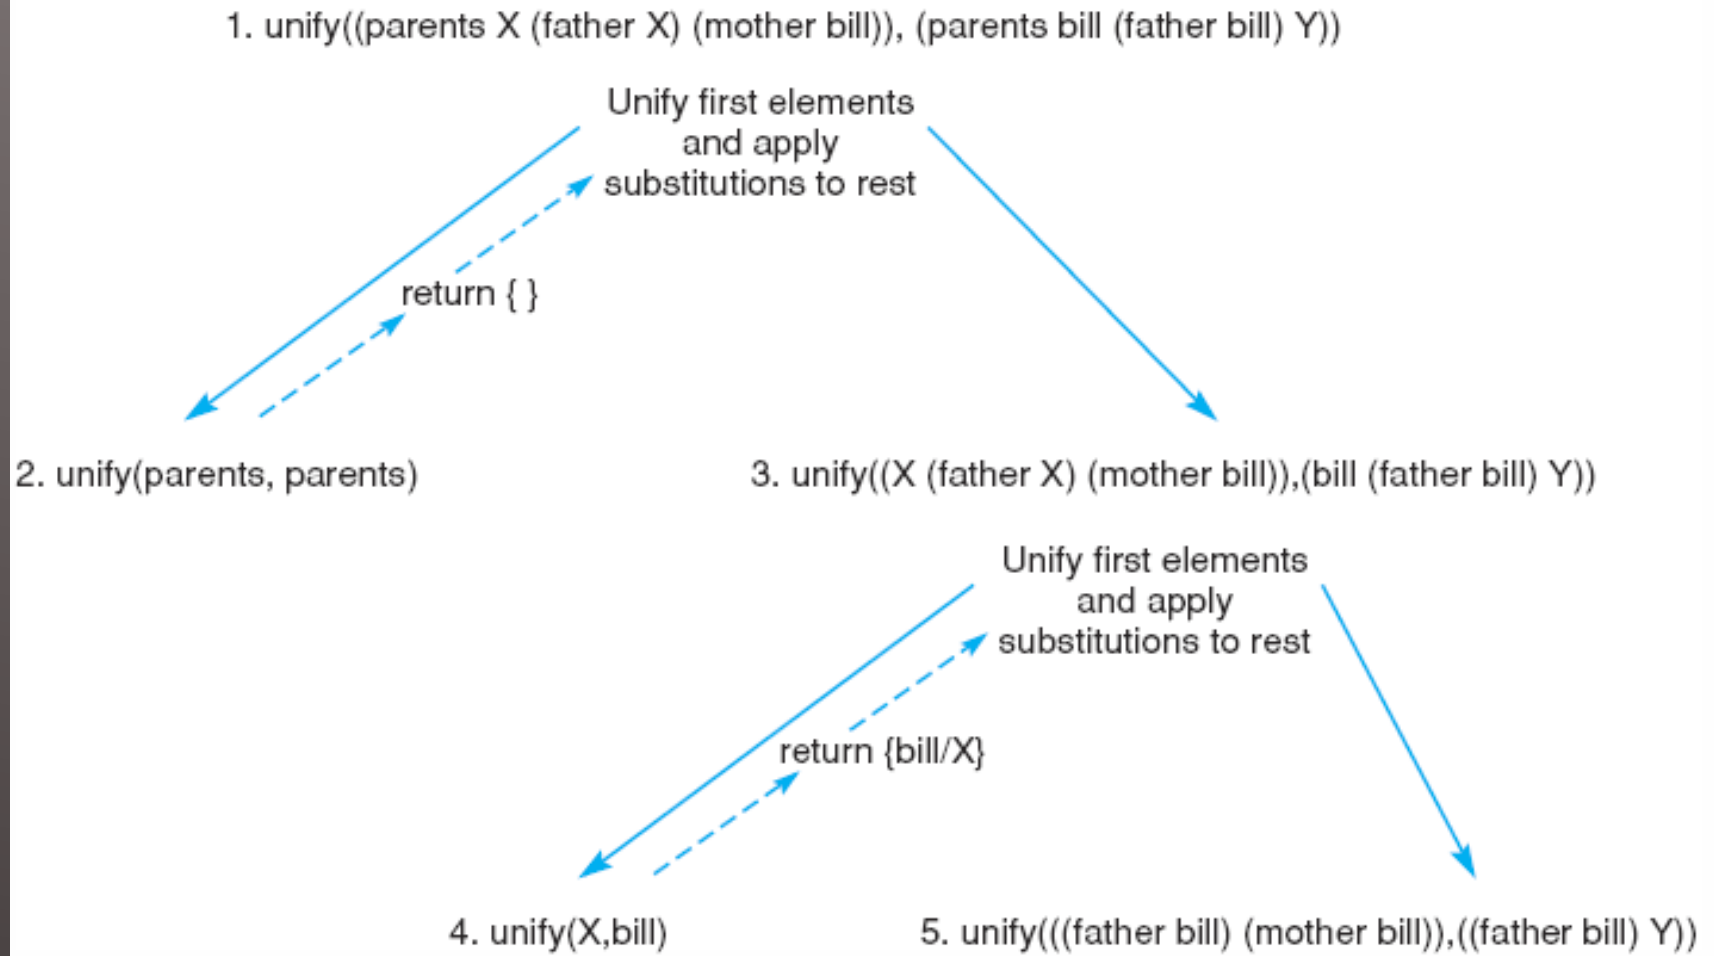 1. unify((parents X (father X) (mother bill)), (parents bill (father bill) Y))
Unify first elements
and apply
substitutions to rest
return { }
2. unify(parents, parents)
3. unify((X (father X) (mother bill)),(bill (father bill) Y))
Unify first elements
and apply
substitutions to rest
return {bill/X}
4. unify(X,bill)
5. unify(((father bill) (mother bill)),((father bill) Y))